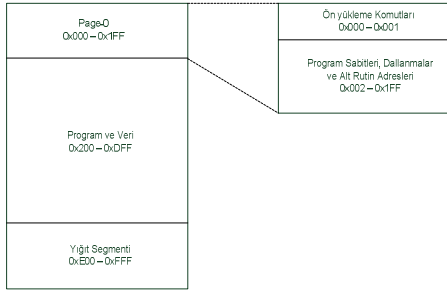 Page-0
0x000 – 0x1FF
Program ve Veri
0x200 – 0xDFF
Yığıt Segmenti
0xE00 – 0xFFF
Ön yükleme Komutları
0x000 – 0x001
Program Sabitleri, Dallanmalar
ve Alt Rutin Adresleri
0x002 – 0x1FF